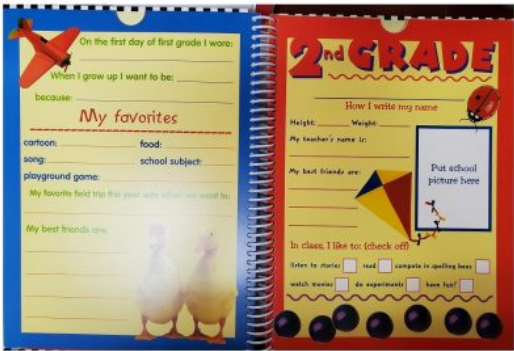 On the first day of first grade I wore:
When I grow up I want to be:
because:
My favorites
cartoon: food:
song: school subject:
playground game:
My favorite field trip this year was when we went to:
My best friends are:
2nd GRADE
How I write my name
Height: Weight:
My teacher's name is:
My best friends are:
Put school
picture here
In class, I like to: (check off)
listen to stories read compete in spelling bees
watch movies do experiments have fun!